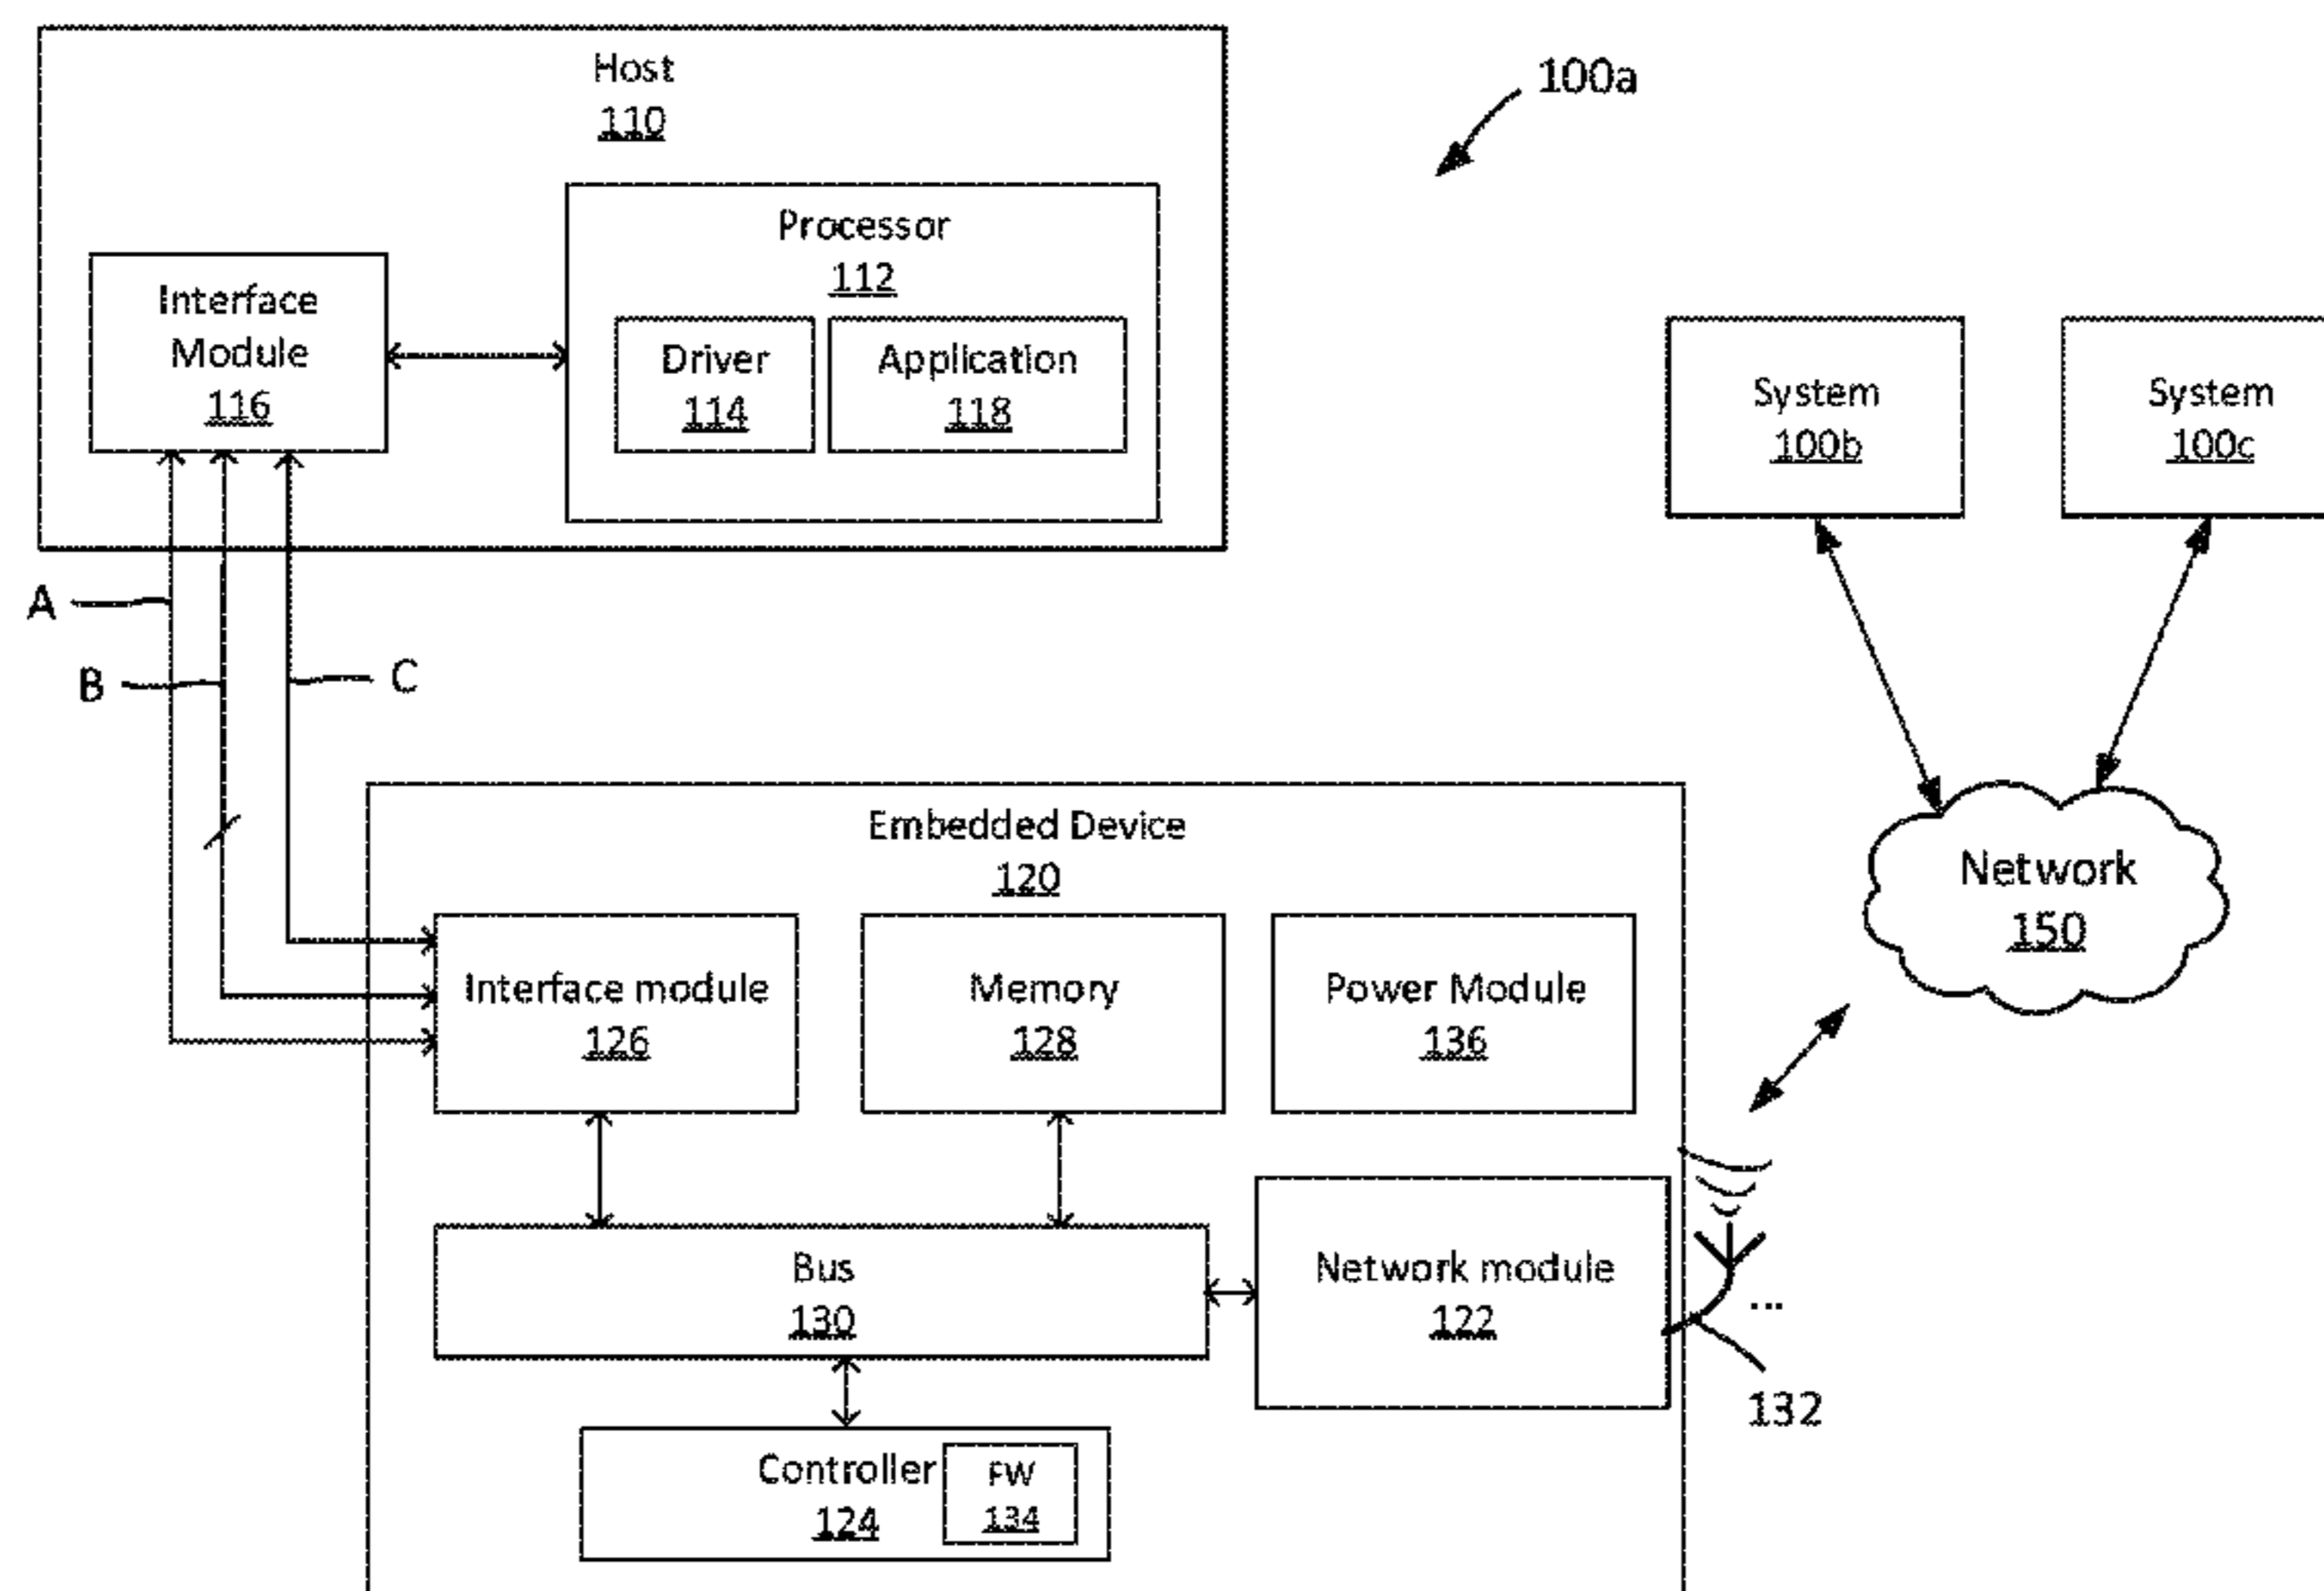 Host
110
100a
Processor
112
Interface
Module
116
Driver
114
Application
118
System
100b
System
100c
A
B
C
Embedded Device
120
Network
150
Interface module
126
Memory
128
Power Module
136
Bus
130
Network module
122
...
132
Controller
124
FW
134